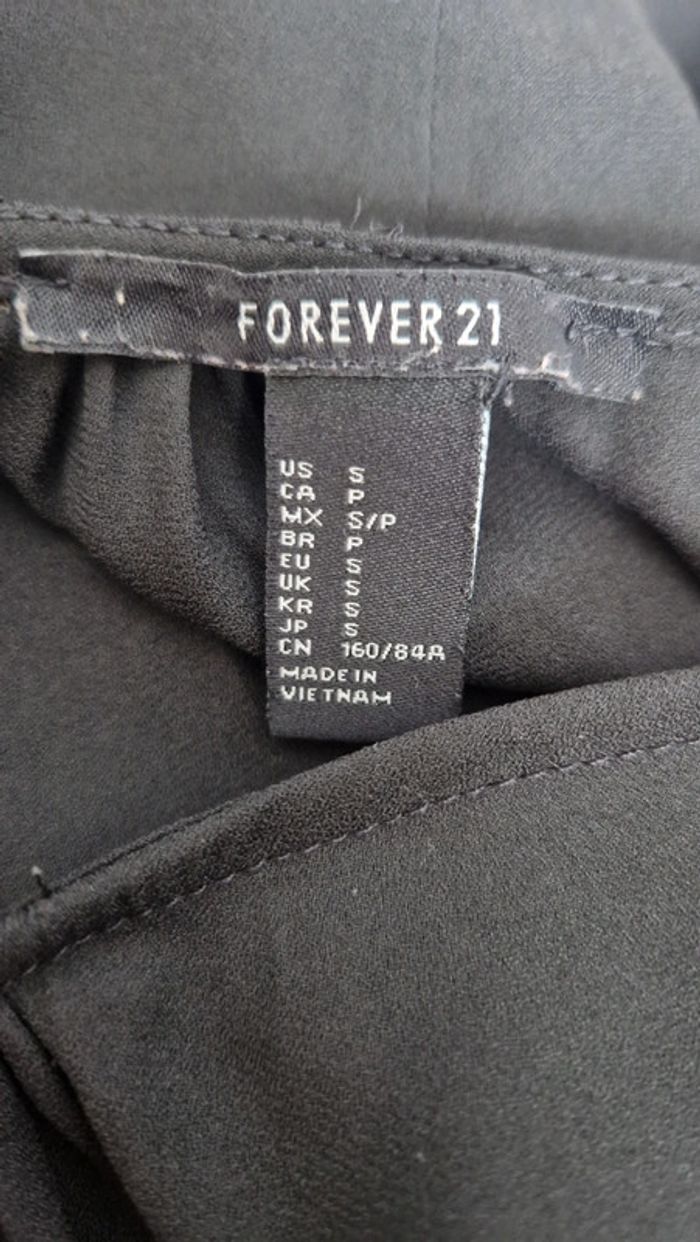 FOREVER 21
US S
CA P
MX S/P
BR P
EU S
UK S
KR S
JP S
CN 160/84A
MADE IN
VIETNAM